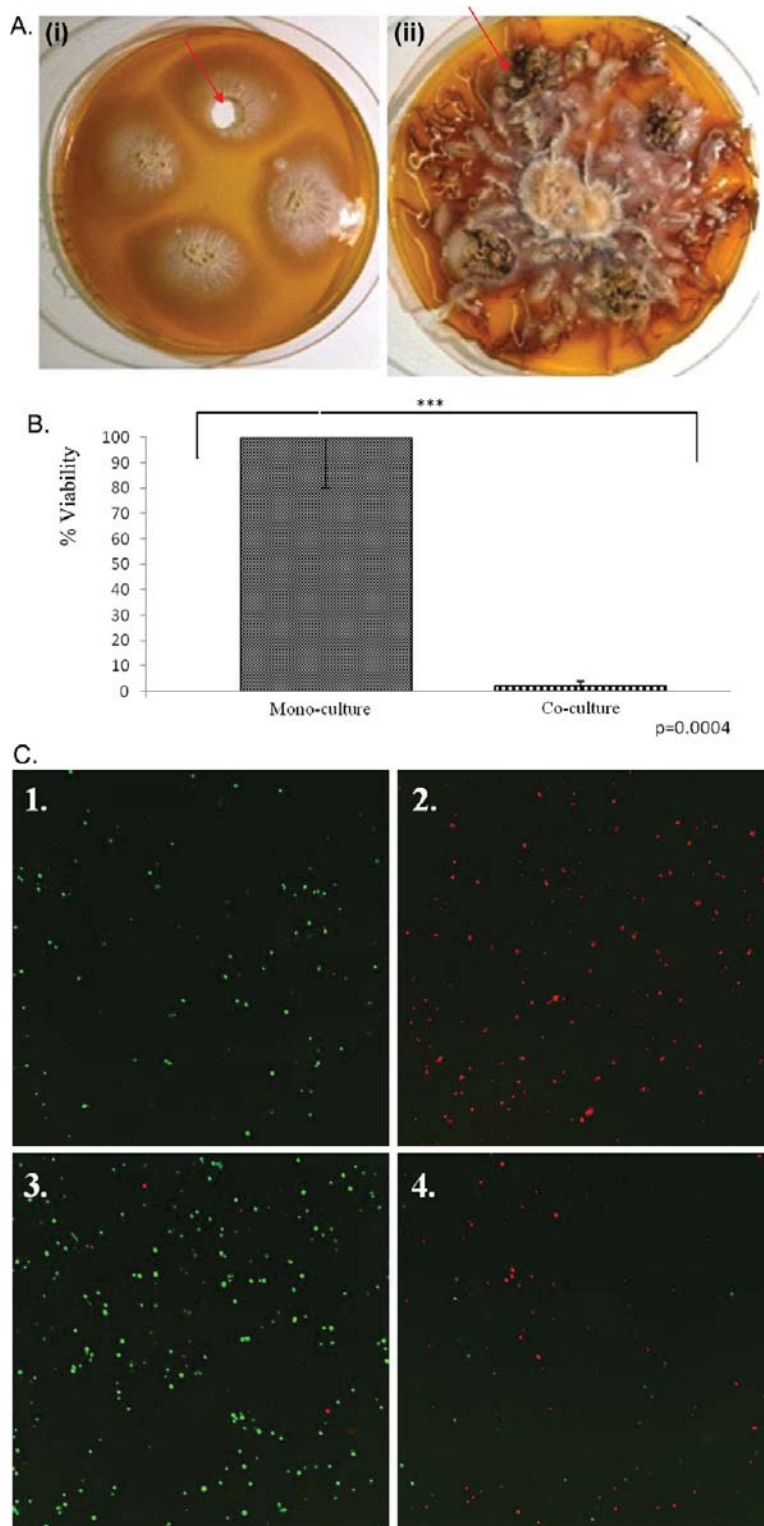 A. (i) (ii)
B.
***
% Viability
100
90
80
70
60
50
40
30
20
10
0
Mono-culture Co-culture
p=0.0004
C.
1. 2.
3. 4.